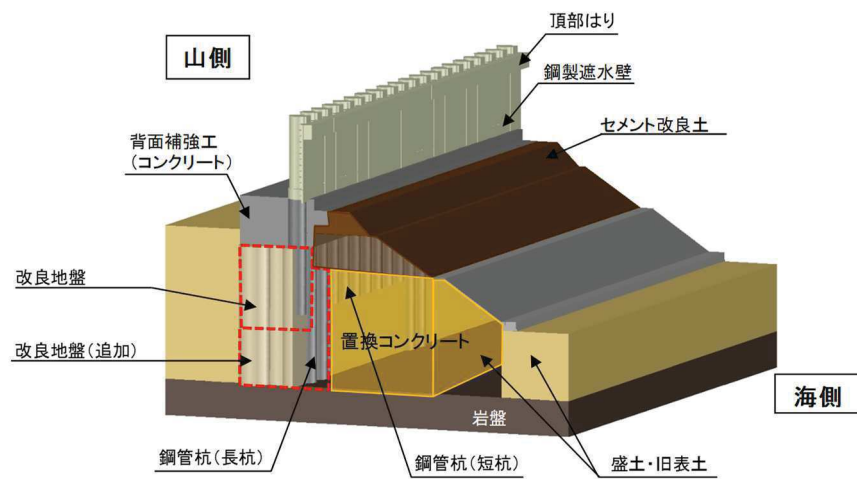 頂部はり
山側
鋼製遮水壁
セメント改良土
背面補強工
(コンクリート)
改良地盤
置換コンクリート
改良地盤(追加)
海側
岩盤
鋼管杭(長杭)
鋼管杭(短杭)
盛土・旧表土